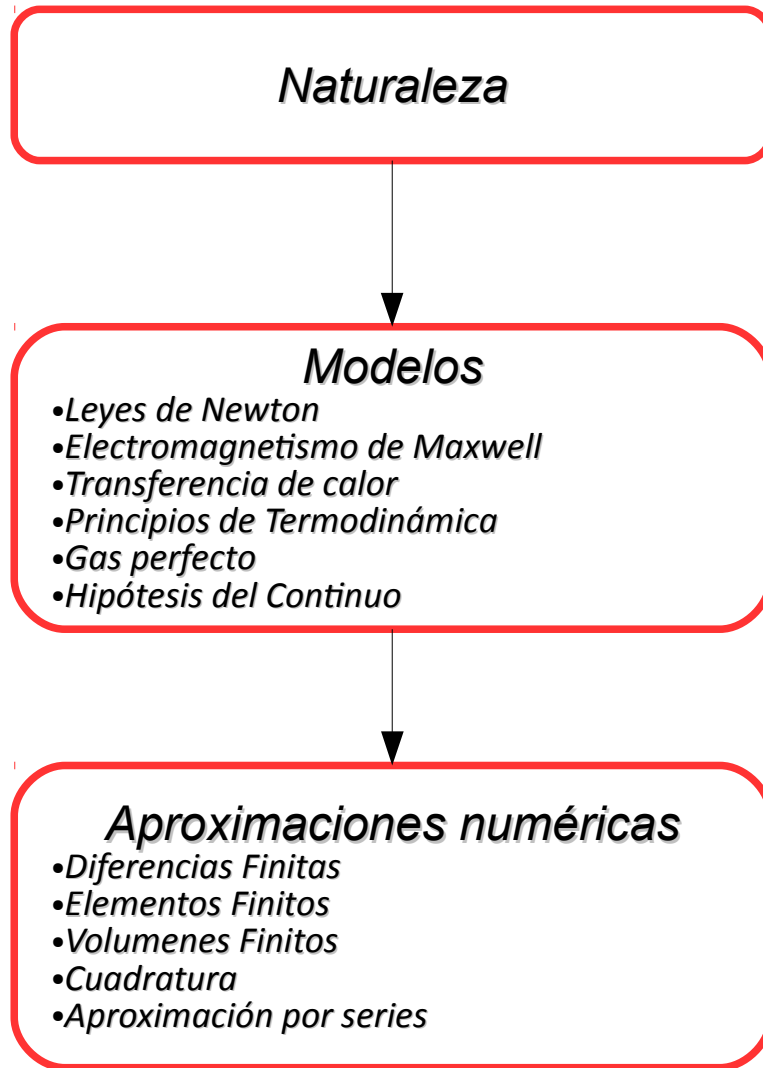 Naturaleza
Modelos
•Leyes de Newton
•Electromagnetismo de Maxwell
•Transferencia de calor
•Principios de Termodinámica
•Gas perfecto
•Hipótesis del Continuo
Aproximaciones numéricas
•Diferencias Finitas
•Elementos Finitos
•Volumenes Finitos
•Cuadratura
•Aproximación por series